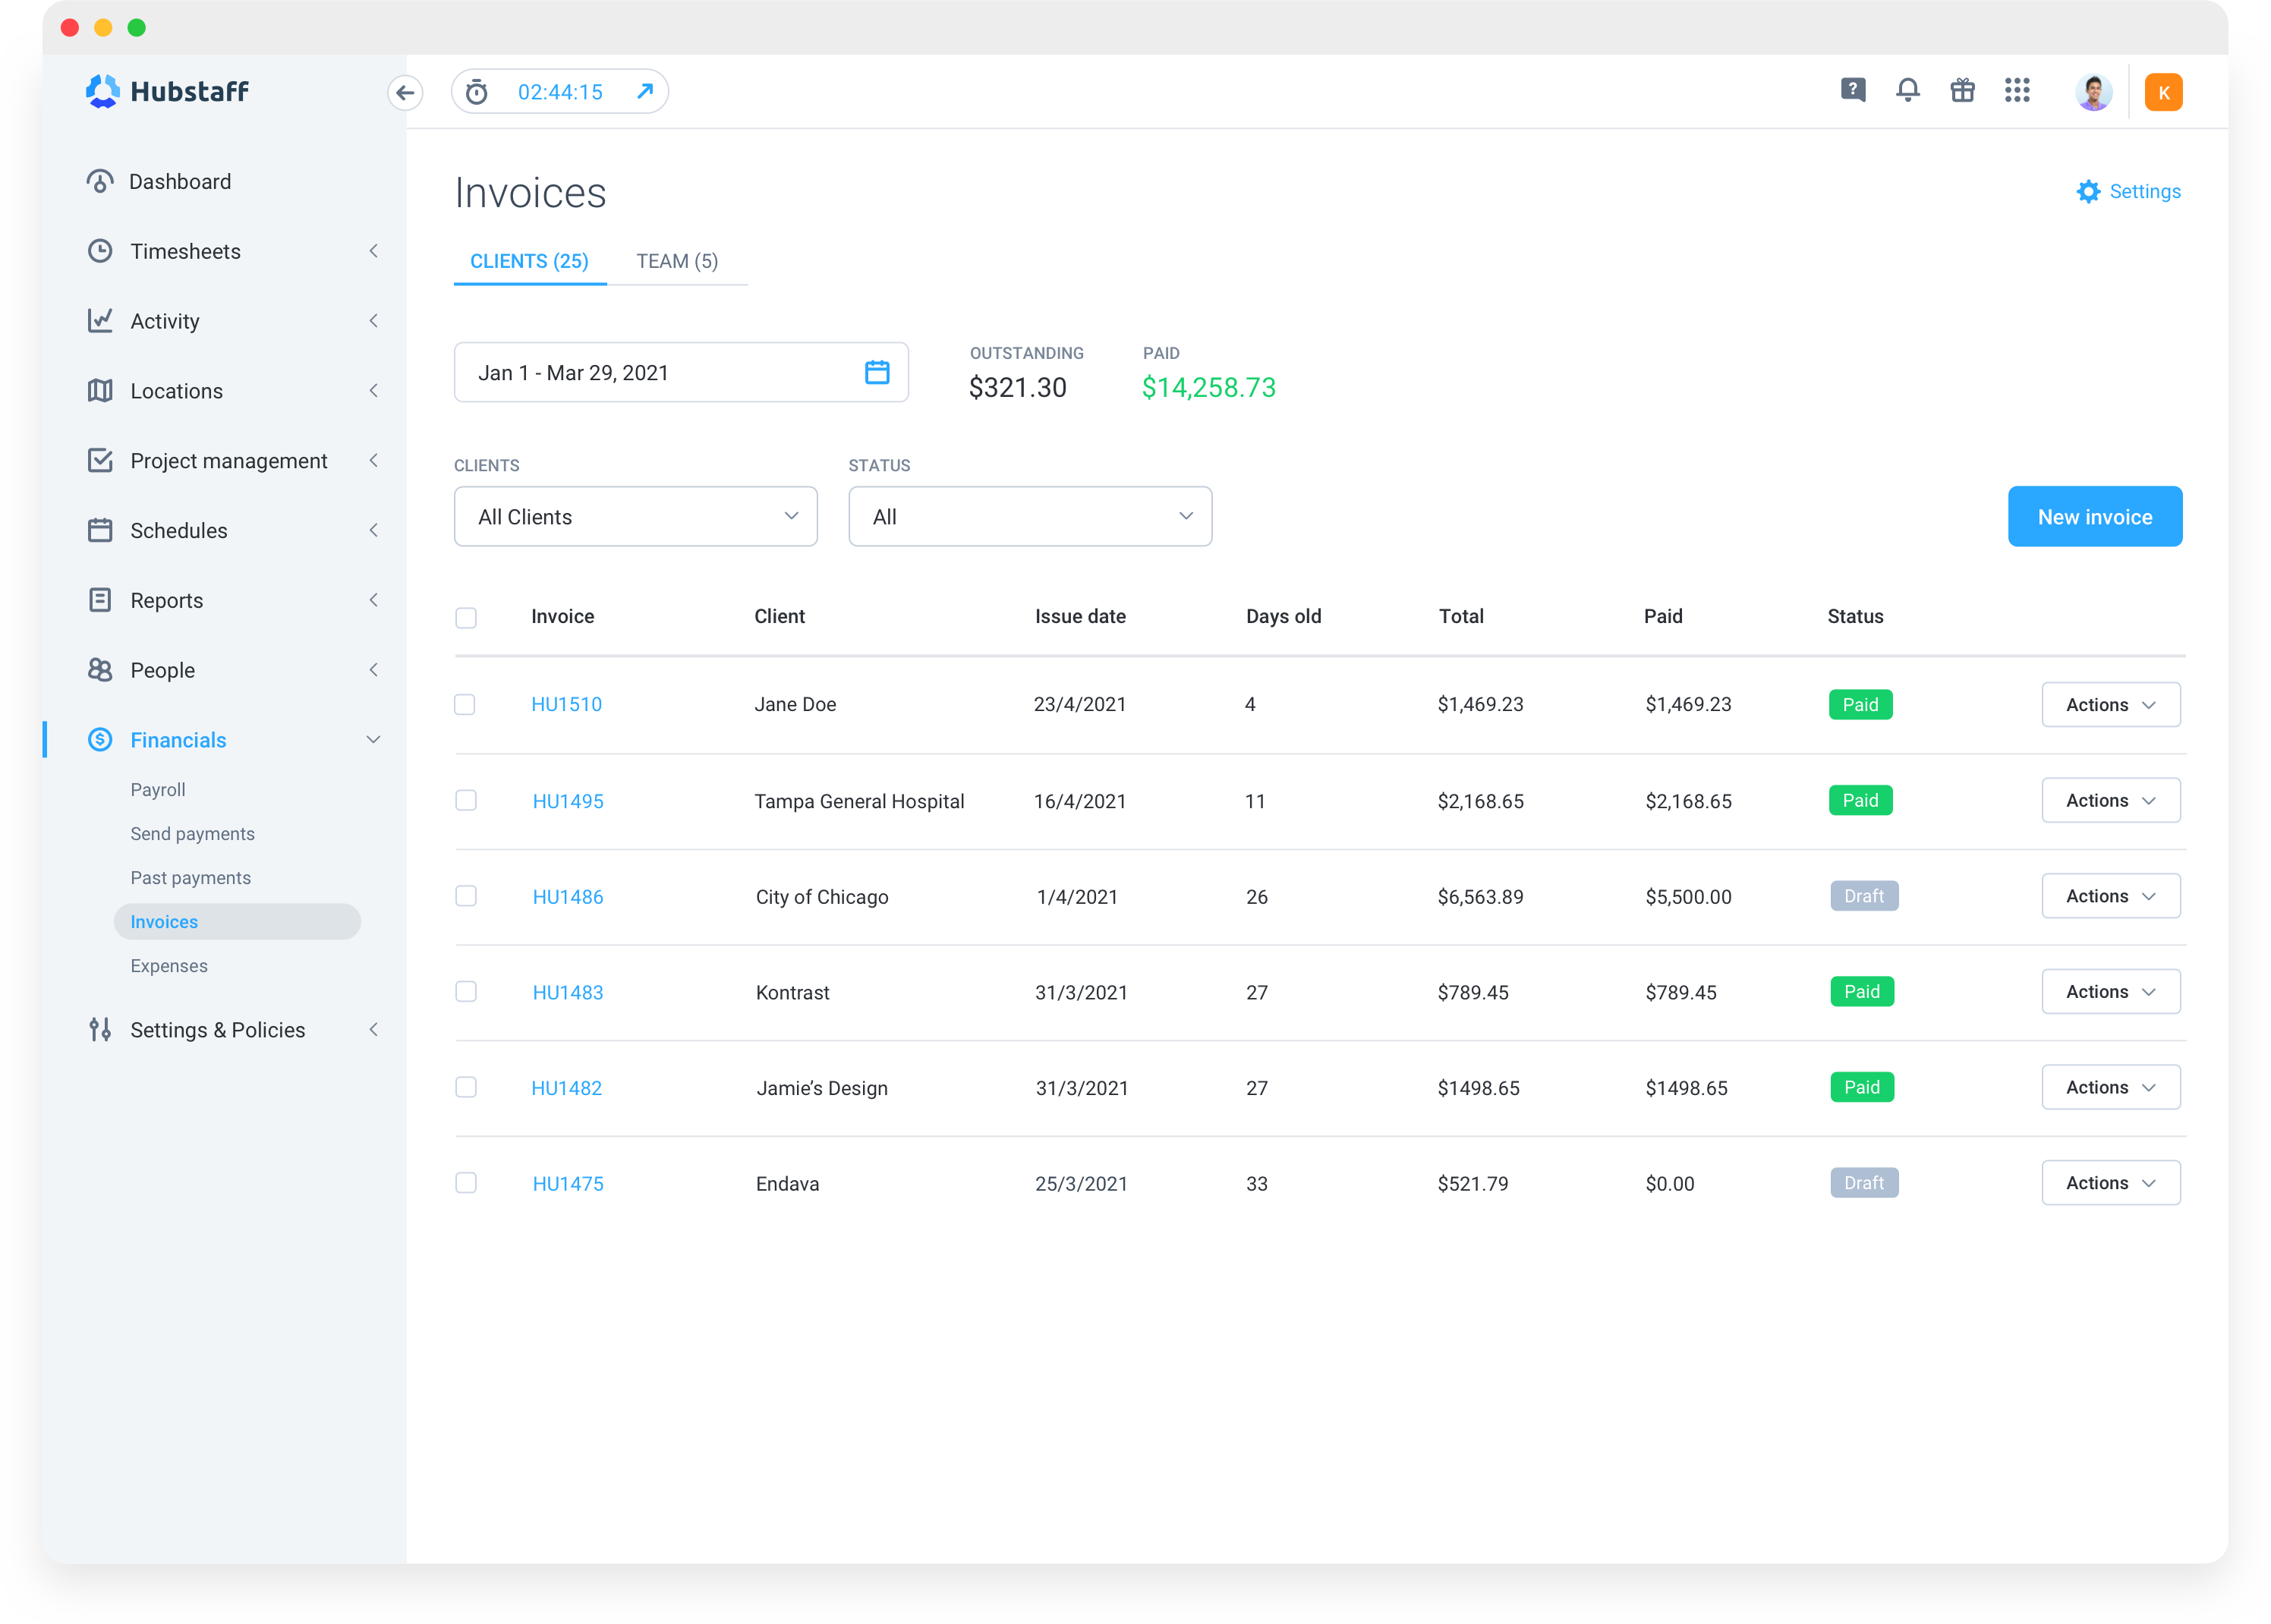 Hubstaff
02:44:15
?
K
Dashboard
Timesheets
Activity
Locations
Project management
Schedules
Reports
People
$
Financials
Payroll
Send payments
Past payments
Invoices
Expenses
Settings & Policies
Invoices
Settings
CLIENTS (25) TEAM (5)
Jan 1 - Mar 29, 2021
OUTSTANDING
$321.30
PAID
$14,258.73
CLIENTS
All Clients
STATUS
All
New invoice
Invoice Client Issue date Days old Total Paid Status
HU1510 Jane Doe 23/4/2021 4 $1,469.23 $1,469.23 Paid Actions
HU1495 Tampa General Hospital 16/4/2021 11 $2,168.65 $2,168.65 Paid Actions
HU1486 City of Chicago 1/4/2021 26 $6,563.89 $5,500.00 Draft Actions
HU1483 Kontrast 31/3/2021 27 $789.45 $789.45 Paid Actions
HU1482 Jamie’s Design 31/3/2021 27 $1498.65 $1498.65 Paid Actions
HU1475 Endava 25/3/2021 33 $521.79 $0.00 Draft Actions